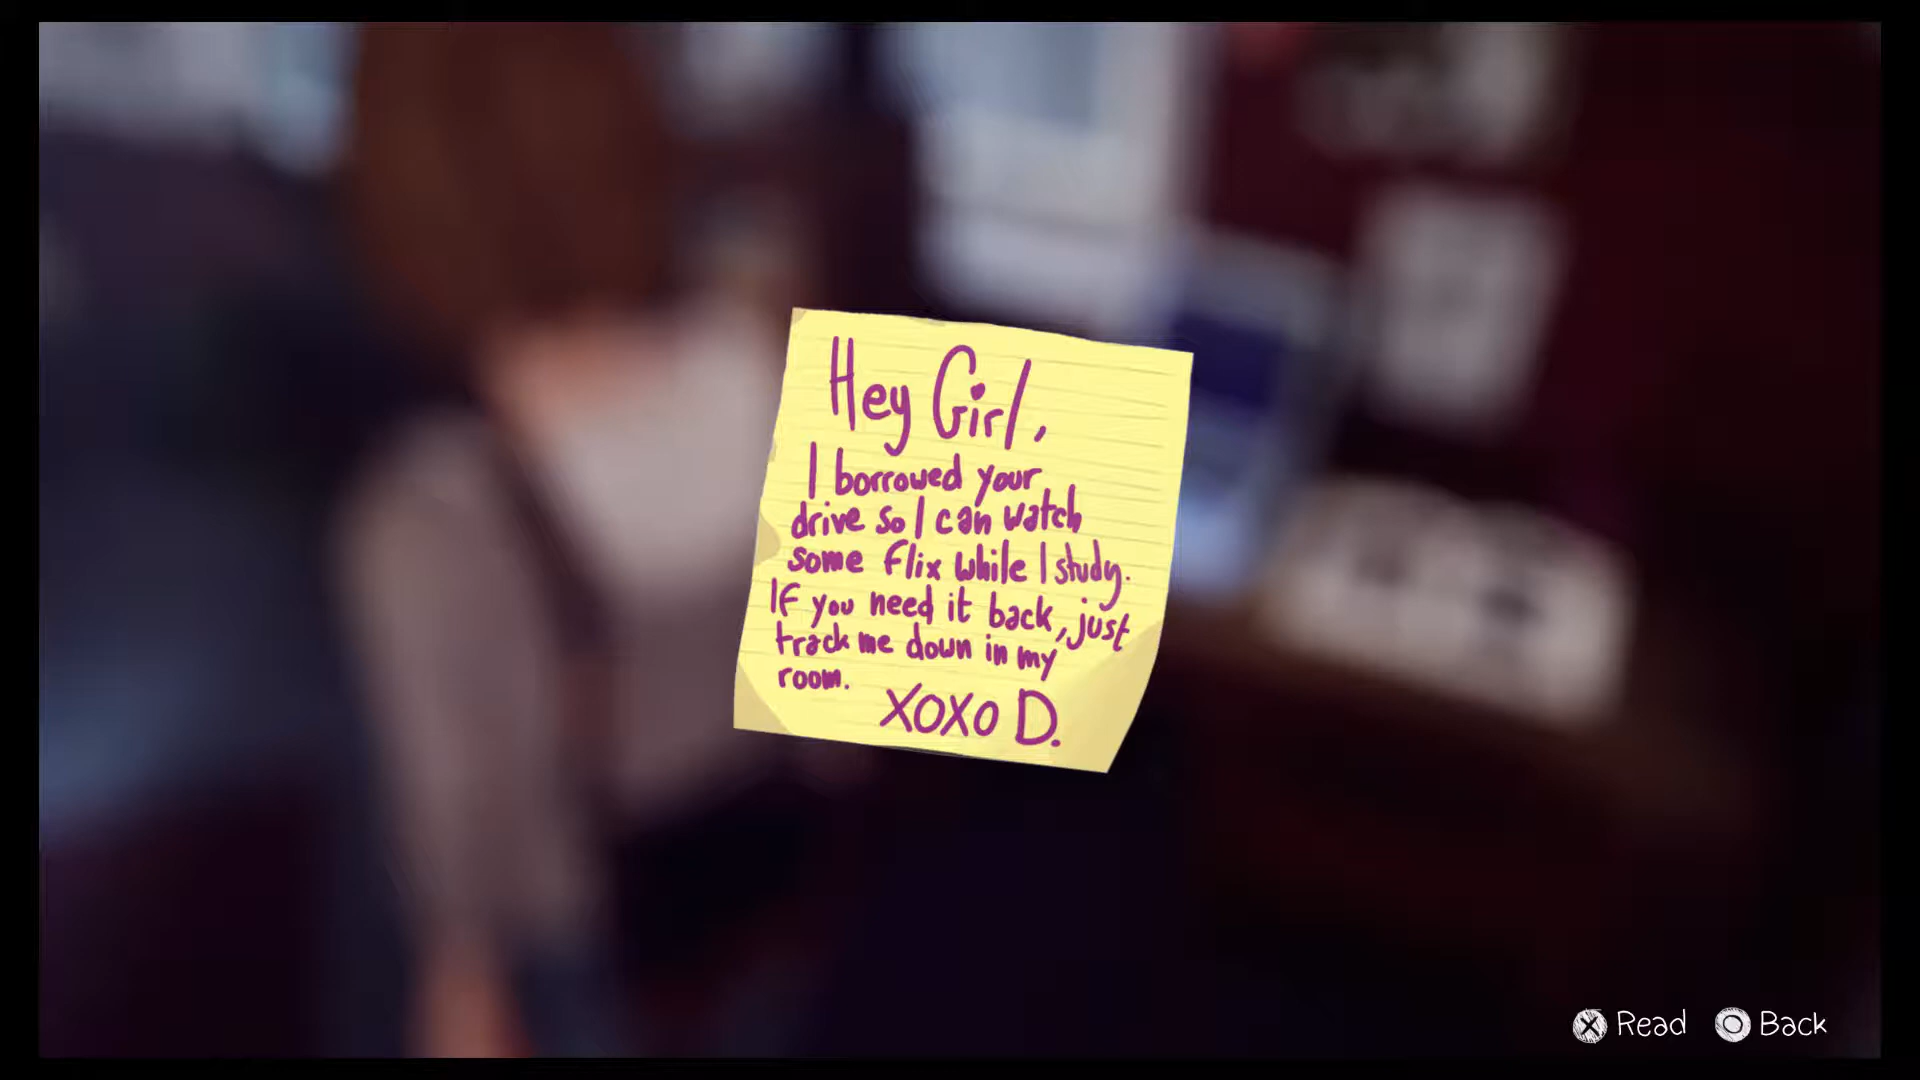 Hey Girl,
I borrowed your
drive so I can watch
some flix while I study.
If you need it back, just
track me down in my
room.
XOXO D.
Read
Back